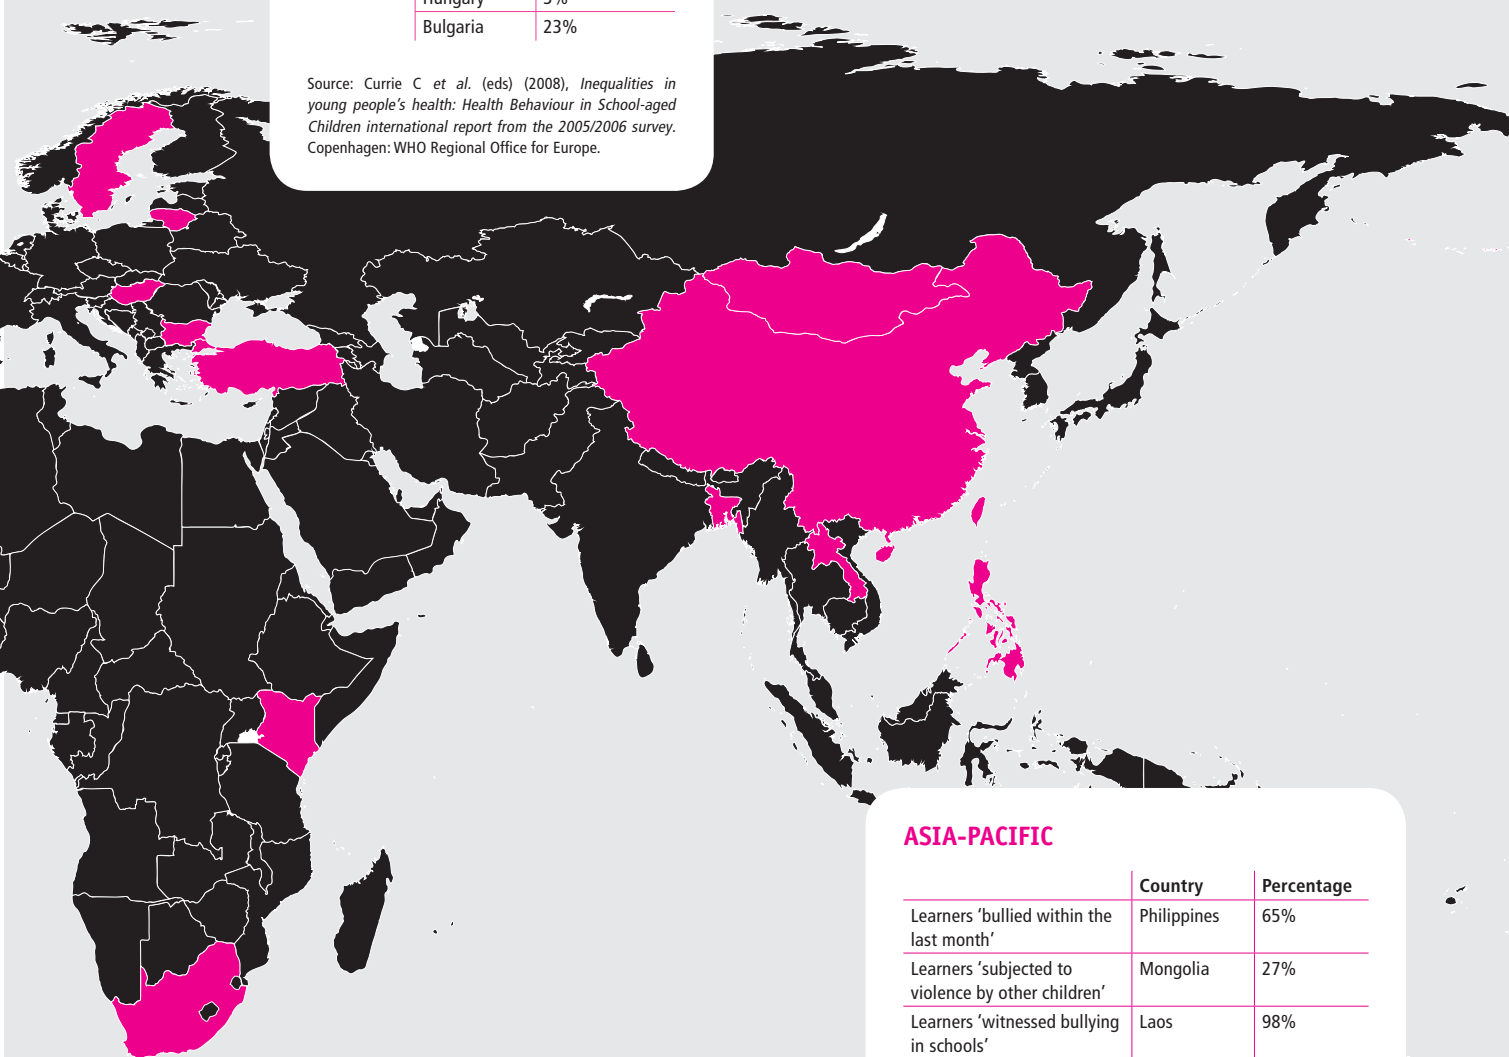 Hungary 5%
Bulgaria 23%
Source: Currie C et al. (eds) (2008), Inequalities in
young people's health: Health Behaviour in School-aged
Children international report from the 2005/2006 survey.
Copenhagen: WHO Regional Office for Europe.
ASIA-PACIFIC
Country Percentage
Learners 'bullied within the Philippines 65%
last month'
Learners 'subjected to Mongolia 27%
violence by other children'
Learners 'witnessed bullying Laos 98%
in schools'